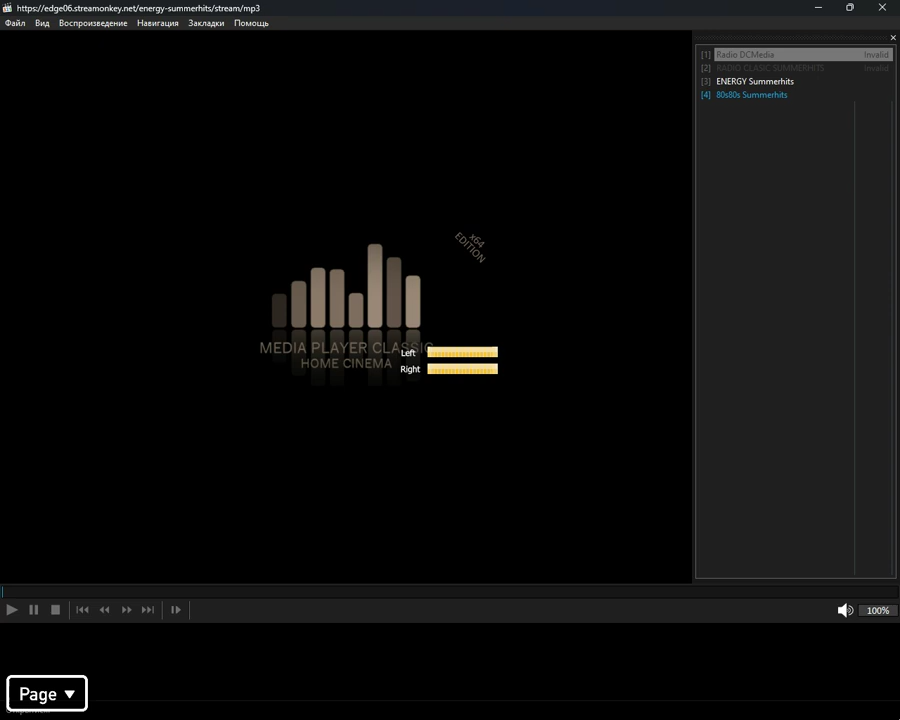 https://edge06.streamonkey.net/energy-summerhits/stream/mp3
Файл Вид Воспроизведение Навигация Закладки Помощь
[1] Radio DCMedia Invalid
[2] RADIO CLASIC SUMMERHITS Invalid
[3] ENERGY Summerhits
[4] 80s80s Summerhits
x64
EDITION
MEDIA PLAYER CLASSIC
HOME CINEMA
Left
Right
100%
Page ▼